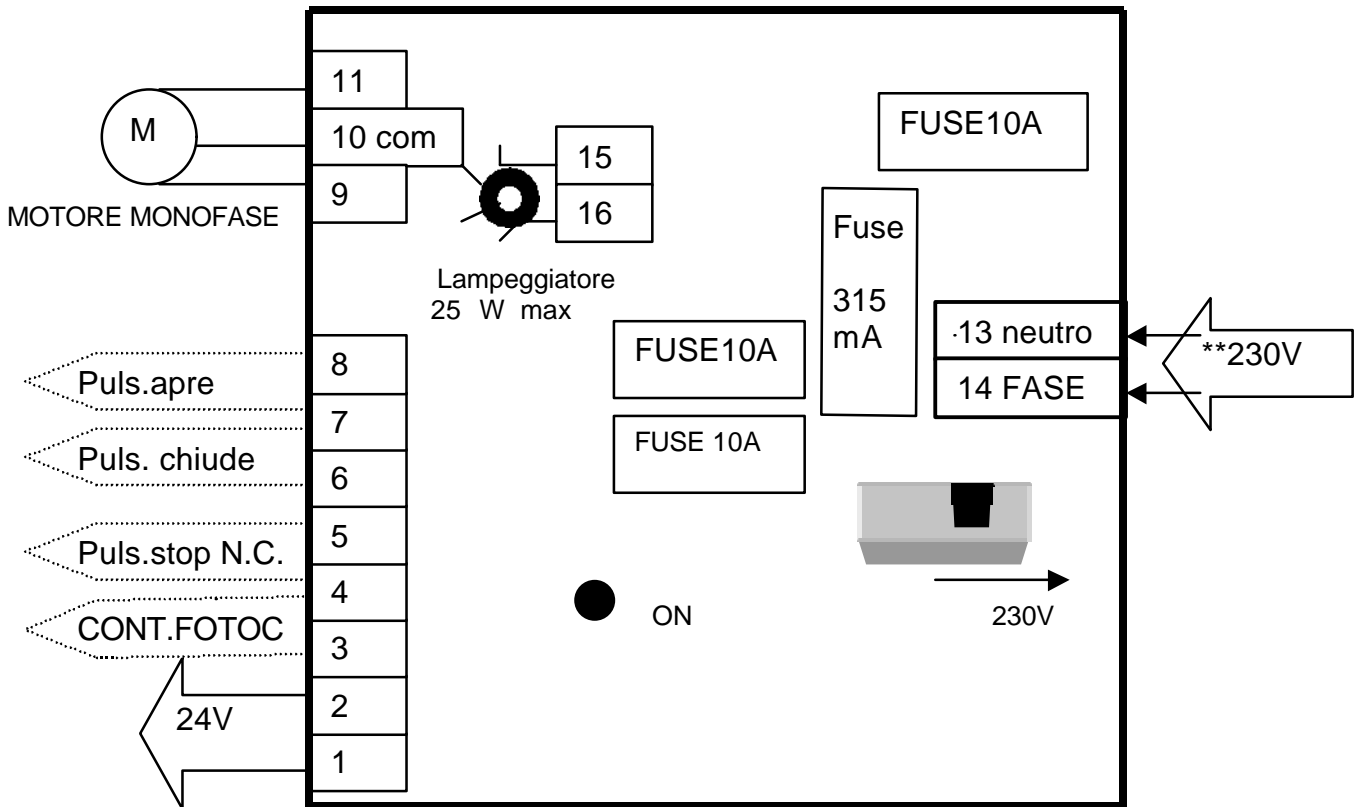 11
10 com
9
M
MOTORE MONOFASE
15
16
Lampeggiatore
25 W max
FUSE10A
Fuse
315
mA
FUSE10A
FUSE 10A
13 neutro
14 FASE
**230V
8
7
6
5
4
3
2
1
Puls.apre
Puls. chiude
Puls.stop N.C.
CONT.FOTOC
24V
ON
230V